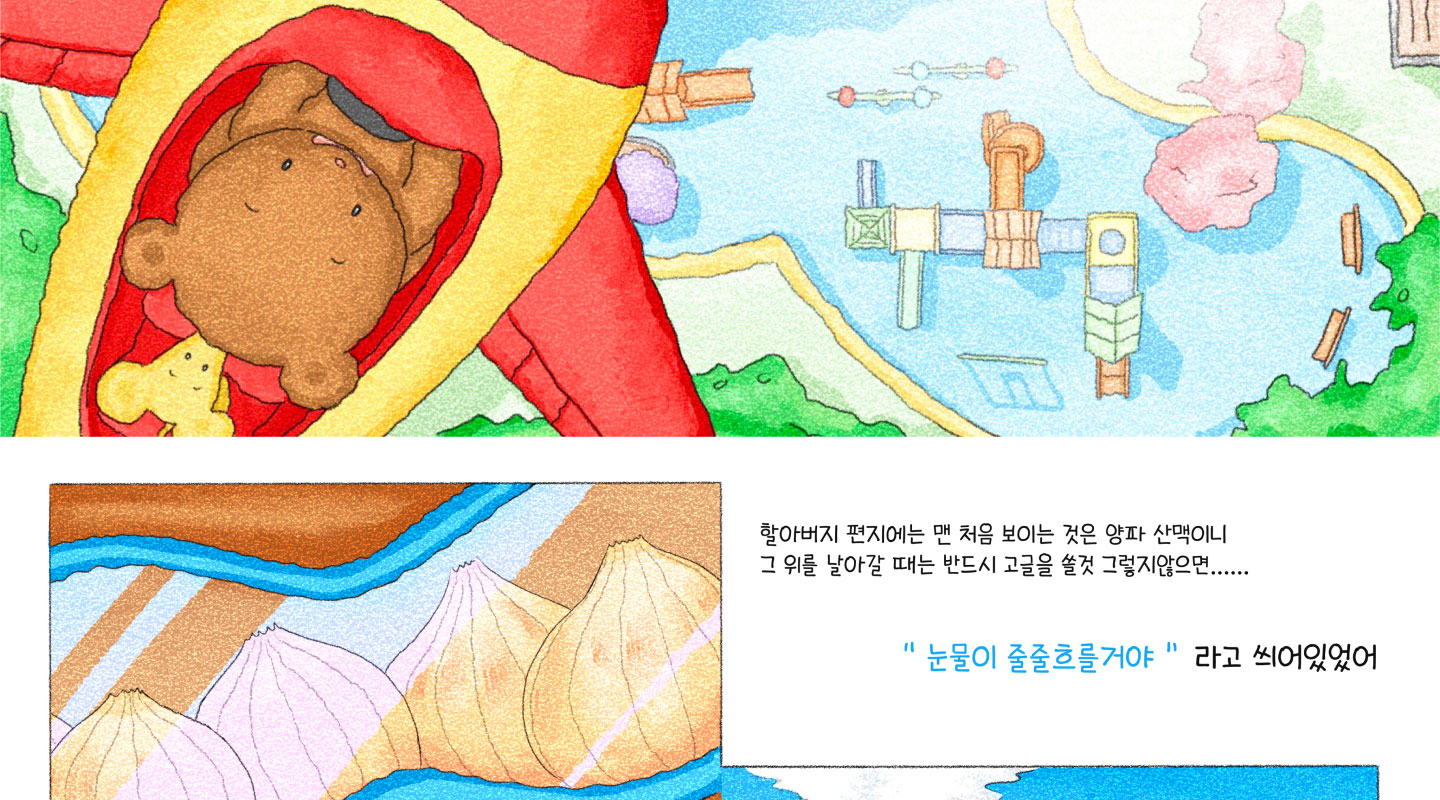 할아버지 편지에는 맨 처음 보이는 것은 양파 산맥이니
그 위를 날아갈 때는 반드시 고글을 쓸것 그렇지않으면......
" 눈물이 줄줄흐를거야 " 라고 씌어있었어